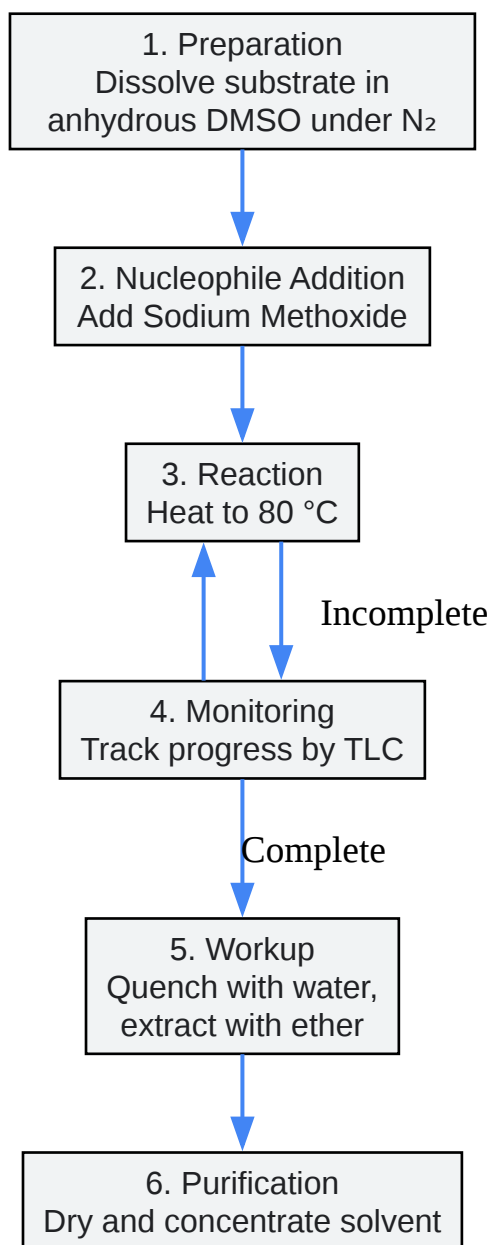 1. Preparation
Dissolve substrate in
anhydrous DMSO under N₂
2. Nucleophile Addition
Add Sodium Methoxide
3. Reaction
Heat to 80 °C
Incomplete
4. Monitoring
Track progress by TLC
Complete
5. Workup
Quench with water,
extract with ether
6. Purification
Dry and concentrate solvent